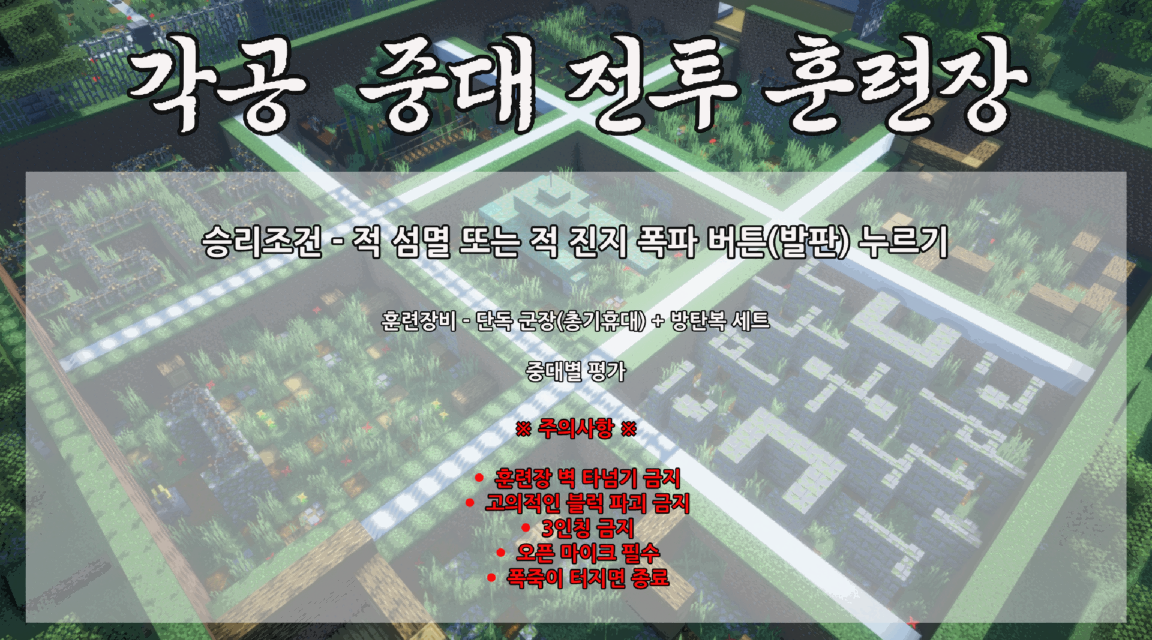 각공 중대 전투 훈련장
승리조건 - 적 섬멸 또는 적 진지 폭파 버튼(발판) 누르기
훈련장비 - 단독 군장(총기휴대) + 방탄복 세트
중대별 평가
※ 주의사항 ※
• 훈련장 벽 타넘기 금지
• 고의적인 블럭 파괴 금지
• 3인칭 금지
• 오픈 마이크 필수
• 폭죽이 터지면 종료